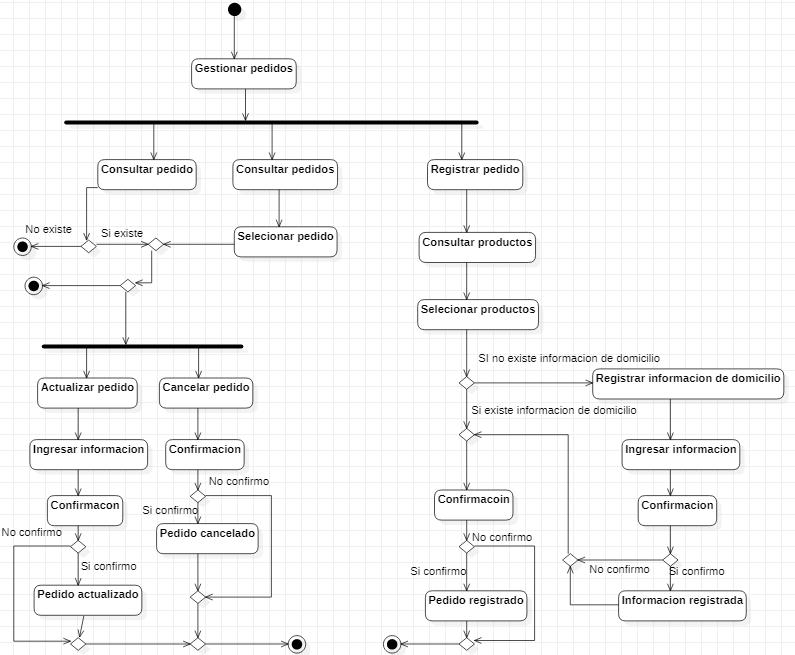 Gestionar pedidos
Consultar pedido
Consultar pedidos
Registrar pedido
No existe
Si existe
Selecionar pedido
Consultar productos
Selecionar productos
SI no existe informacion de domicilio
Registrar informacion de domicilio
Actualizar pedido
Cancelar pedido
Si existe informacion de domicilio
Ingresar informacion
Confirmacion
Ingresar informacion
No confirmo
Confirmacon
Si confirmo
Confirmacoin
Confirmacion
No confirmo
Pedido cancelado
No confirmo
Si confirmo
Si confirmo
No confirmo
Si confirmo
Pedido actualizado
Pedido registrado
Informacion registrada